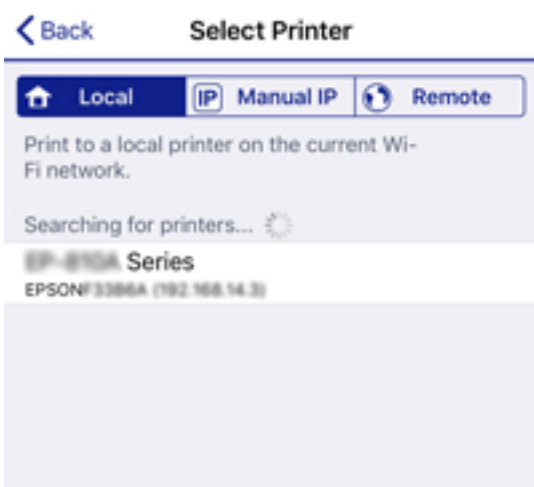 Back
Select Printer
Local
IP Manual IP
Remote
Print to a local printer on the current Wi-
Fi network.
Searching for printers...
Series
EPSON